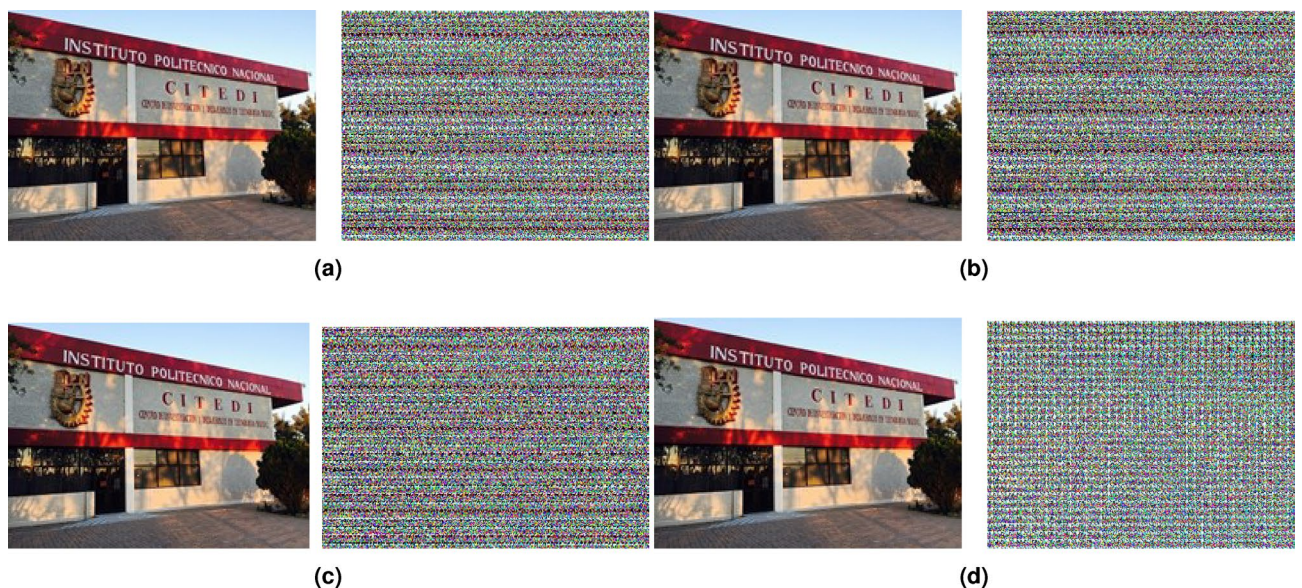 INSTITUTO POLITECNICO NACIONAL
CITEDI
INSTITUTO POLITECNICO NACIONAL
CITEDI
(a)
(b)
INSTITUTO POLITECNICO NACIONAL
CITEDI
INSTITUTO POLITECNICO NACIONAL
CITEDI
(c)
(d)